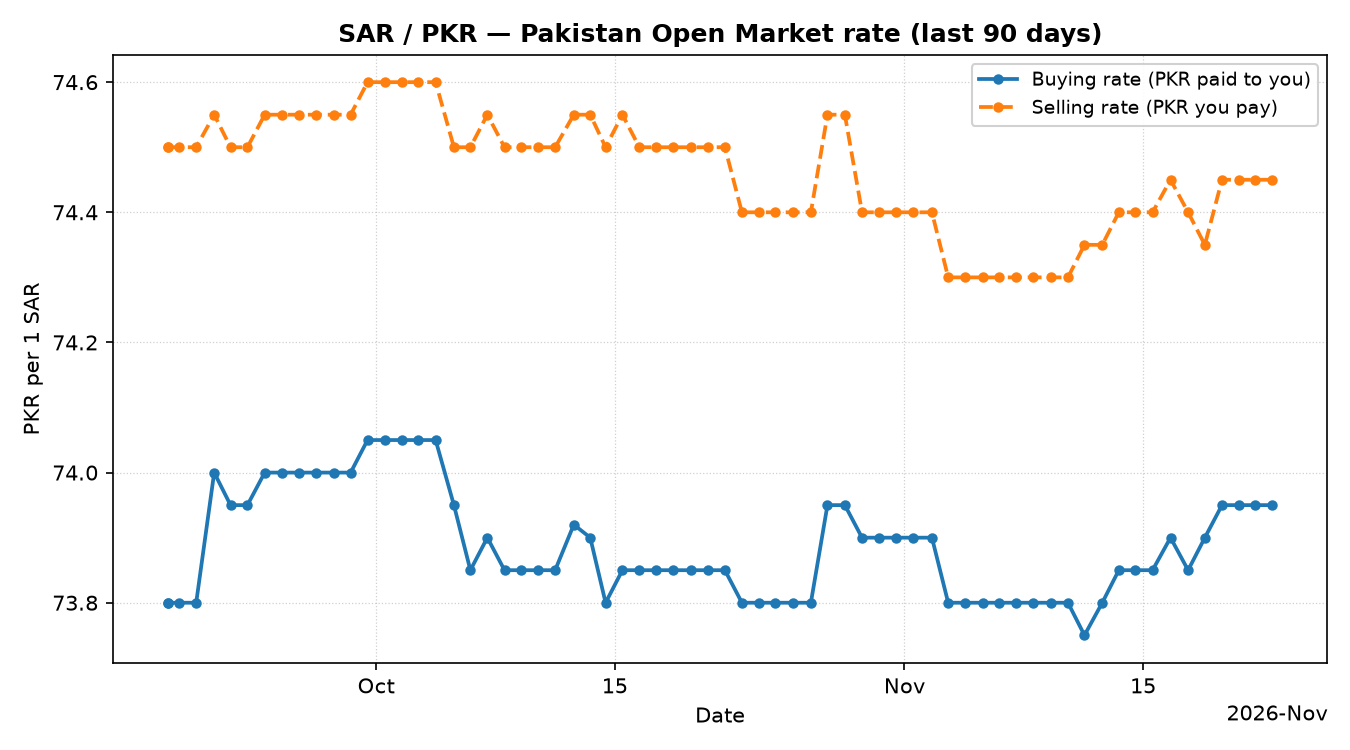 SAR / PKR — Pakistan Open Market rate (last 90 days)
Buying rate (PKR paid to you)
Selling rate (PKR you pay)
PKR per 1 SAR
74.6
74.4
74.2
74.0
73.8
Oct
15
Nov
15
Date
2026-Nov